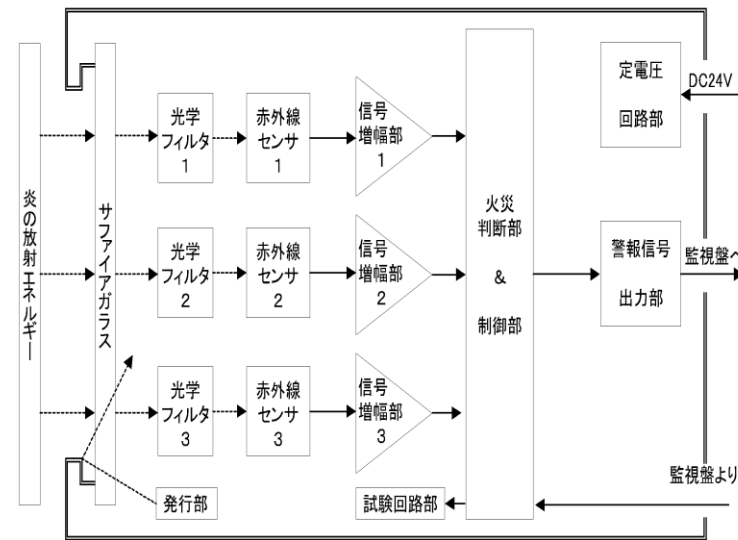 炎の放射エネルギー
サファイアガラス
光学
フィルタ
1
赤外線
センサ
1
信号
増幅部
1
光学
フィルタ
2
赤外線
センサ
2
信号
増幅部
2
光学
フィルタ
3
赤外線
センサ
3
信号
増幅部
3
発行部
試験回路部
火災
判断部
&
制御部
定電圧
回路部
DC24V
警報信号
出力部
監視盤へ
監視盤より